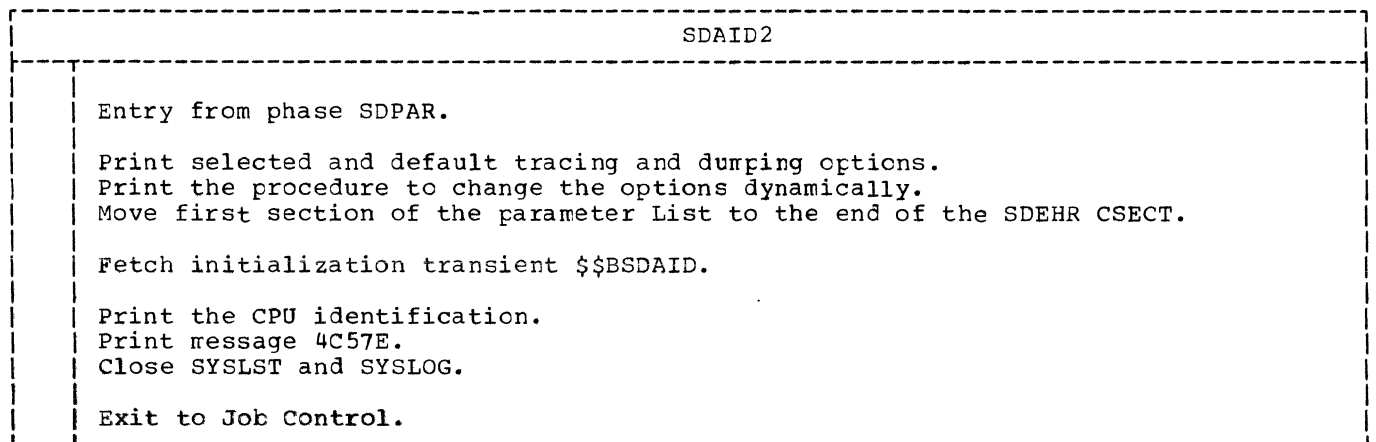 SDAID2
Entry from phase SDPAR.
Print selected and default tracing and dumping options.
Print the procedure to change the options dynamically.
Move first section of the parameter List to the end of the SDEHR CSECT.
Fetch initialization transient $$BSDAID.
Print the CPU identification.
Print message 4C57E.
Close SYSLST and SYSLOG.
Exit to Job Control.